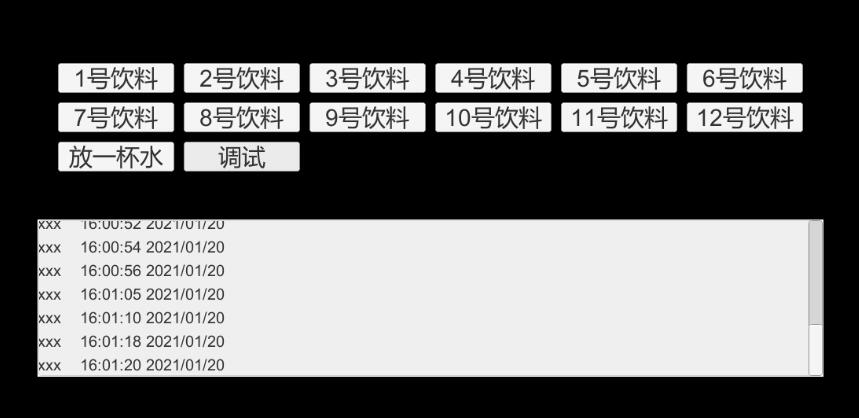 1号饮料 2号饮料 3号饮料 4号饮料 5号饮料 6号饮料
7号饮料 8号饮料 9号饮料 10号饮料 11号饮料 12号饮料
放一杯水 调试
xxx 16:00:52 2021/01/20
xxx 16:00:54 2021/01/20
xxx 16:00:56 2021/01/20
xxx 16:01:05 2021/01/20
xxx 16:01:10 2021/01/20
xxx 16:01:18 2021/01/20
xxx 16:01:20 2021/01/20